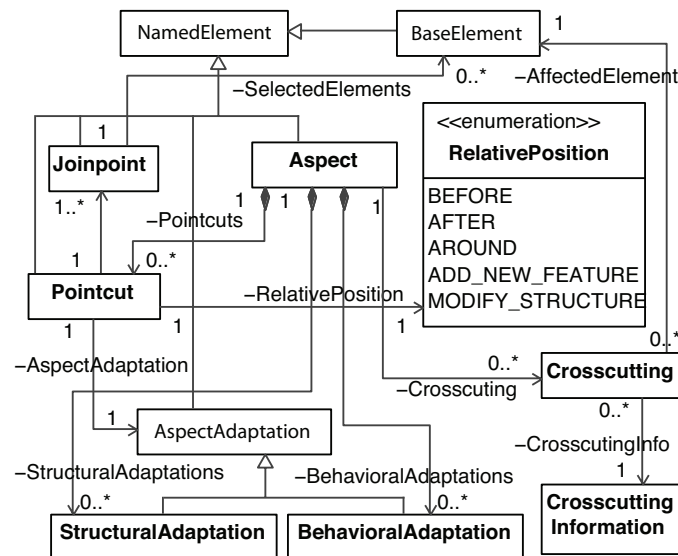 NamedElement
BaseElement
1
0..*
–SelectedElements
–AffectedElement
<<enumeration>>
RelativePosition
BEFORE
AFTER
AROUND
ADD_NEW_FEATURE
MODIFY_STRUCTURE
1
Joinpoint
Aspect
1..*
1
1
1
–Pointcuts
1
0..*
Pointcut
–RelativePosition
1
1
1
–AspectAdaptation
0..*
0..*
Crosscutting
–Crosscuting
0..*
1
AspectAdaptation
–CrosscutingInfo
–StructuralAdaptations
–BehavioralAdaptations
1
0..*
0..*
StructuralAdaptation
BehavioralAdaptation
Crosscutting
Information